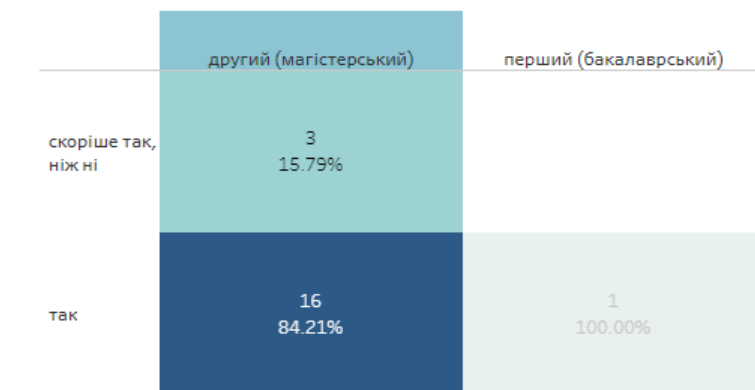 другий (магістерський) перший (бакалаврський)
скоріше так,
ніж ні
3
15.79%
так
16
84.21%
1
100.00%